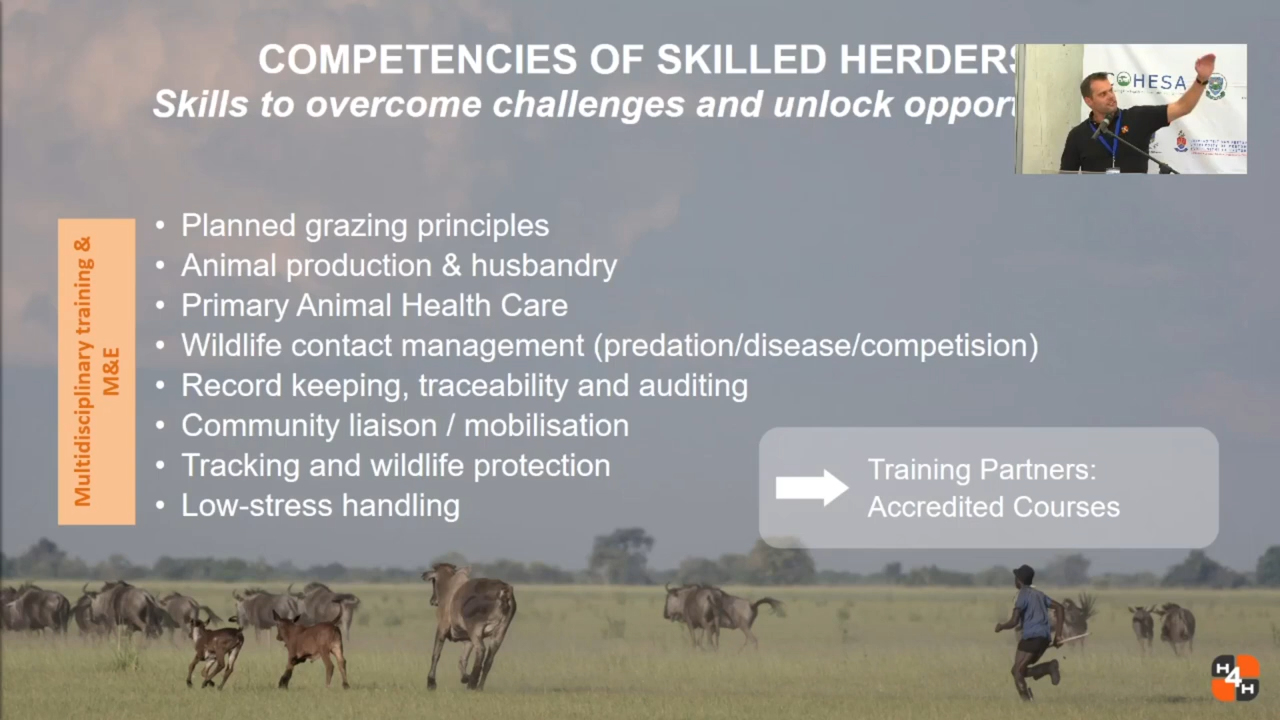 COMPETENCIES OF SKILLED HERDERS
Skills to overcome challenges and unlock oppor
COHESA
Multidisciplinary training &
M&E
• Planned grazing principles
• Animal production & husbandry
• Primary Animal Health Care
• Wildlife contact management (predation/disease/competision)
• Record keeping, traceability and auditing
• Community liaison / mobilisation
• Tracking and wildlife protection
• Low-stress handling
Training Partners:
Accredited Courses
H4H